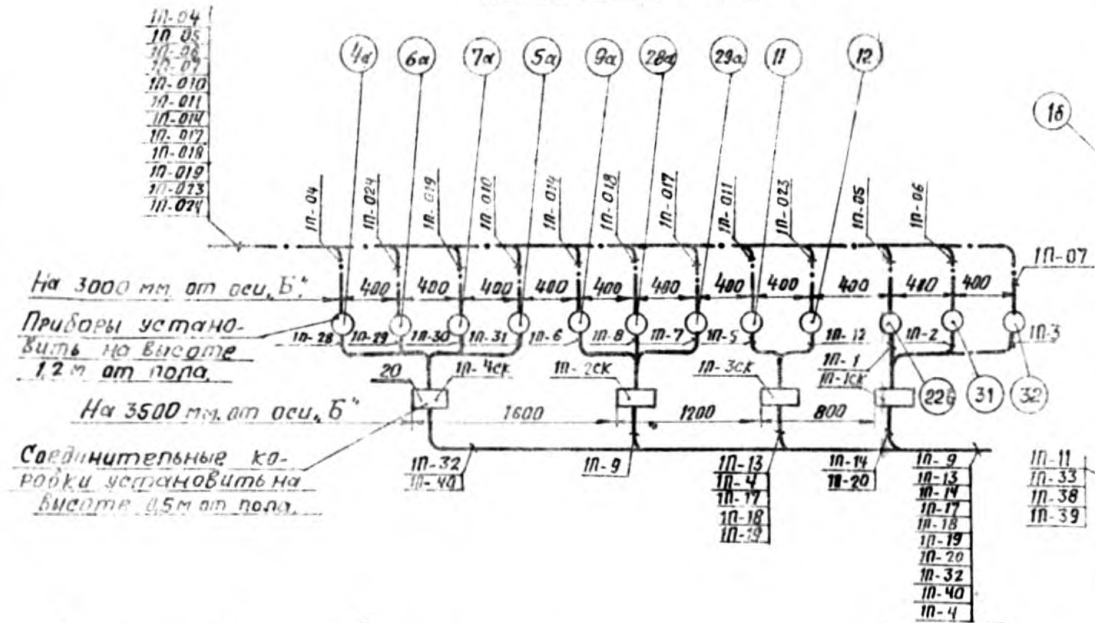 1П-04
1П-05
1П-06
1П-07
1П-010
1П-011
1П-014
1П-017
1П-018
1П-019
1П-023
1П-024
4а
6а
7а
5а
9а
28а
29а
11
12
1б
1П-04
1П-024
1П-019
1П-010
1П-014
1П-018
1П-017
1П-011
1П-023
1П-05
1П-06
1П-07
На 3000 мм. от оси „Б"
400
400
400
400
400
400
400
400
400
400
400
Приборы устано-
вить на высоте
1,2 м от пола.
1П-28
1П-29
1П-30
1П-31
1П-6
1П-8
1П-7
1П-5
1П-12
1П-2
1П-3
1П-1
1П-1ск
20
1П-4ск
1П-2ск
1П-3ск
22б
31
32
На 3500 мм. от оси „Б"
1600
1200
800
Соединительные ко-
робки установить на
высоте 0,5 м от пола.
1П-32
1П-40
1П-9
1П-13
1П-4
1П-17
1П-18
1П-19
1П-14
1П-20
1П-9
1П-13
1П-14
1П-17
1П-18
1П-19
1П-20
1П-32
1П-40
1П-4
1П-11
1П-33
1П-38
1П-39